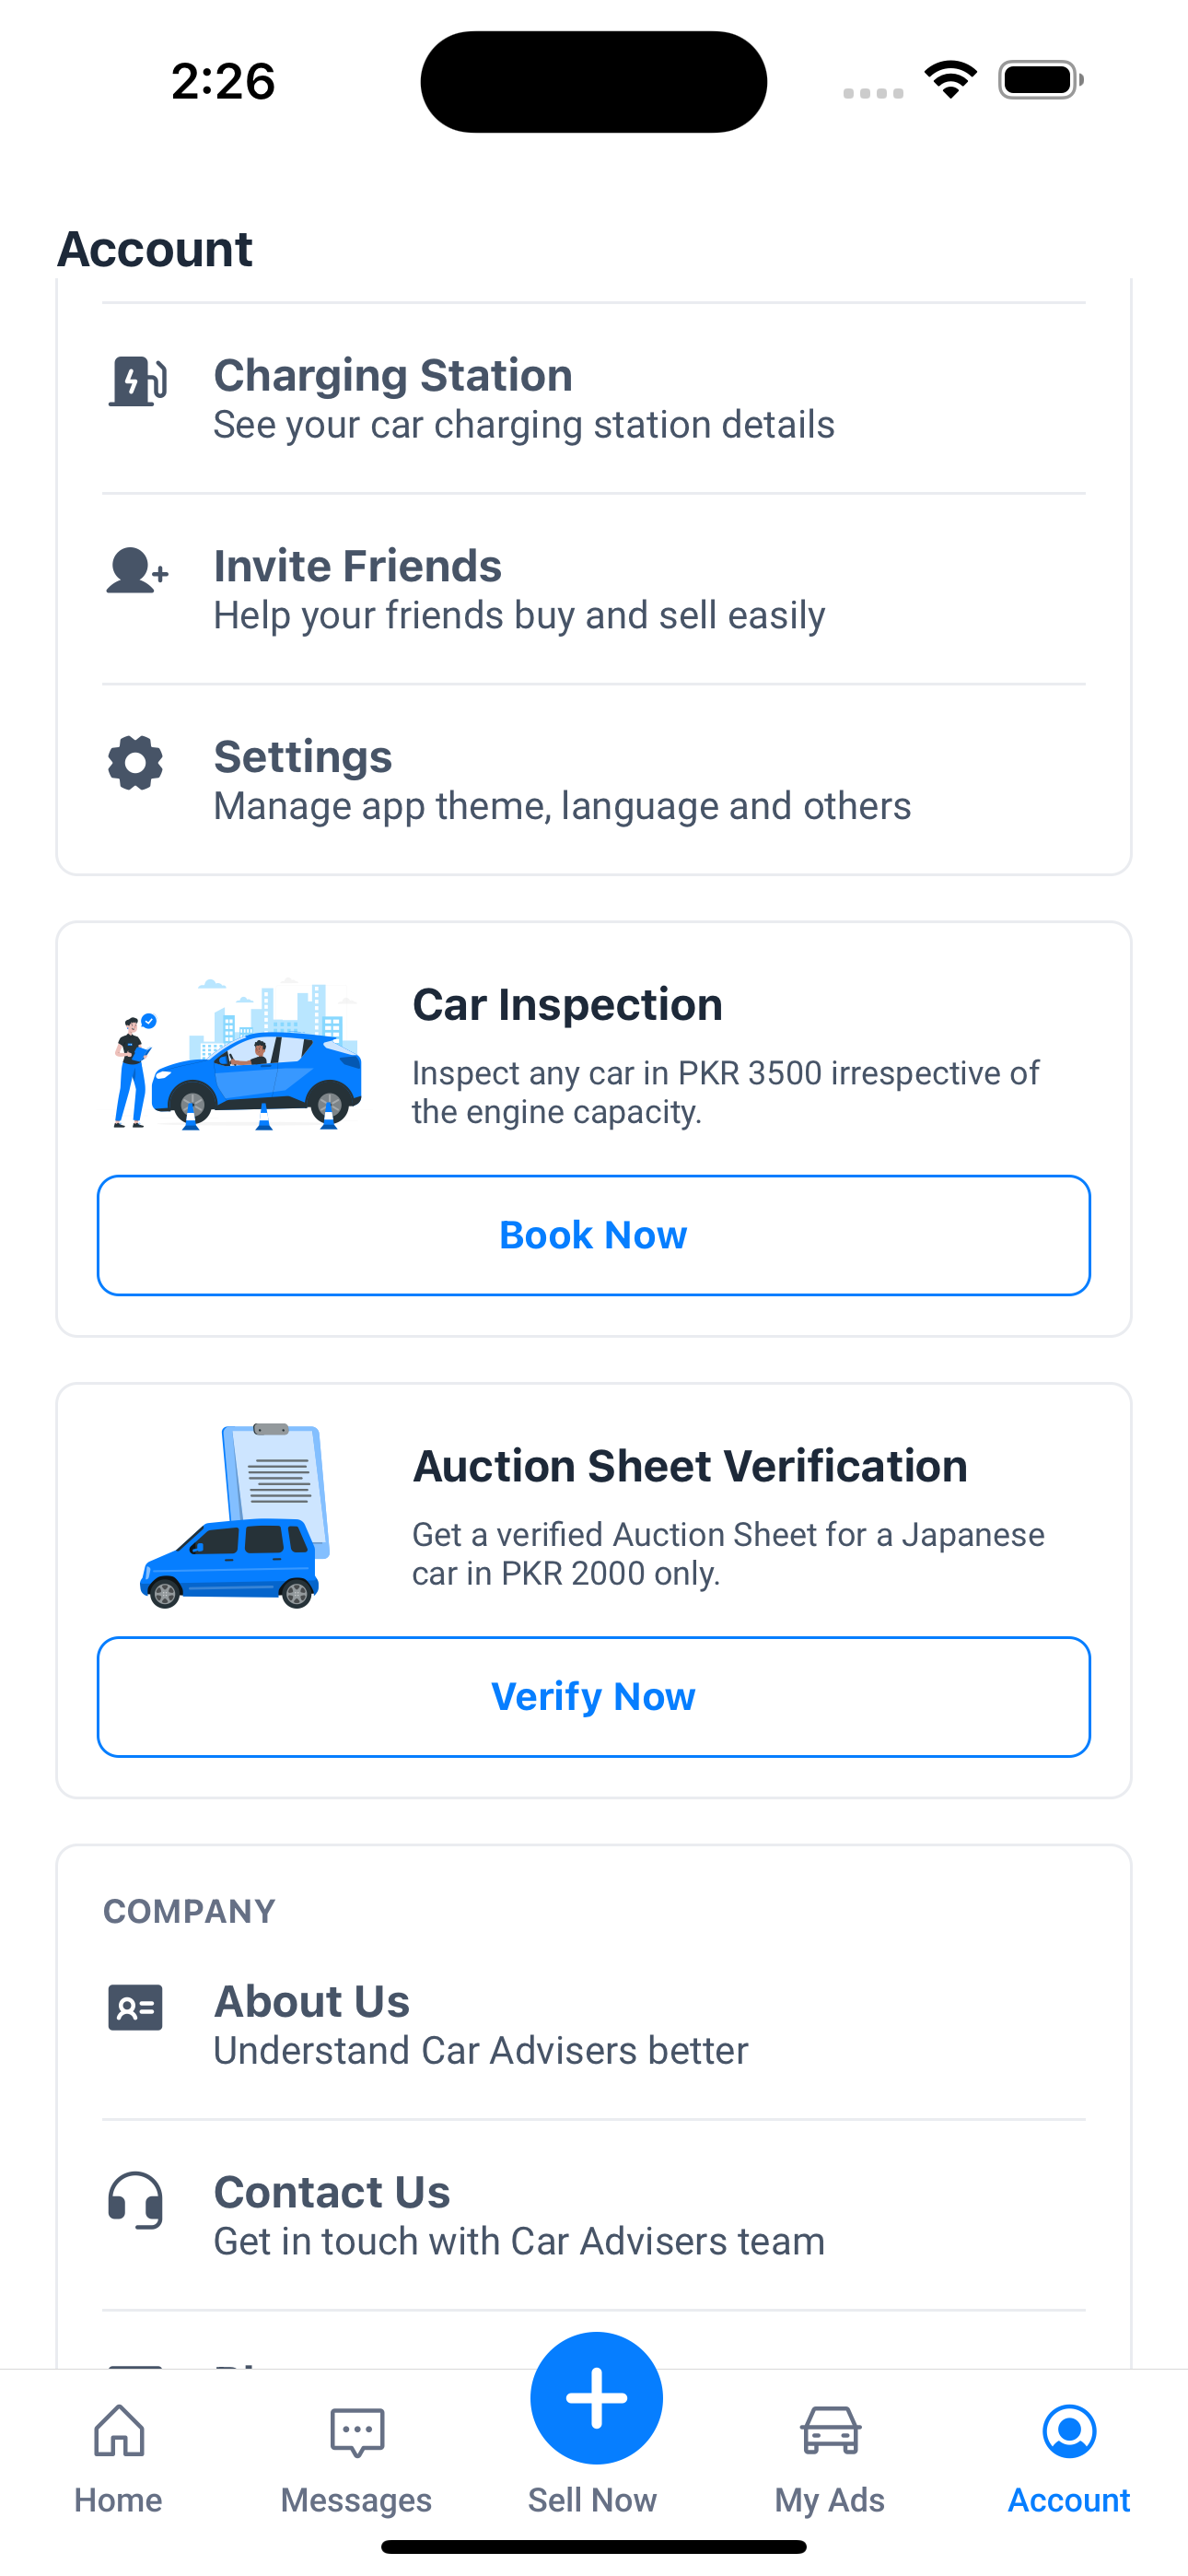 2:26
Account
Charging Station
See your car charging station details
Invite Friends
Help your friends buy and sell easily
Settings
Manage app theme, language and others
Car Inspection
Inspect any car in PKR 3500 irrespective of
the engine capacity.
Book Now
Auction Sheet Verification
Get a verified Auction Sheet for a Japanese
car in PKR 2000 only.
Verify Now
COMPANY
About Us
Understand Car Advisers better
Contact Us
Get in touch with Car Advisers team
Home
Messages
Sell Now
My Ads
Account